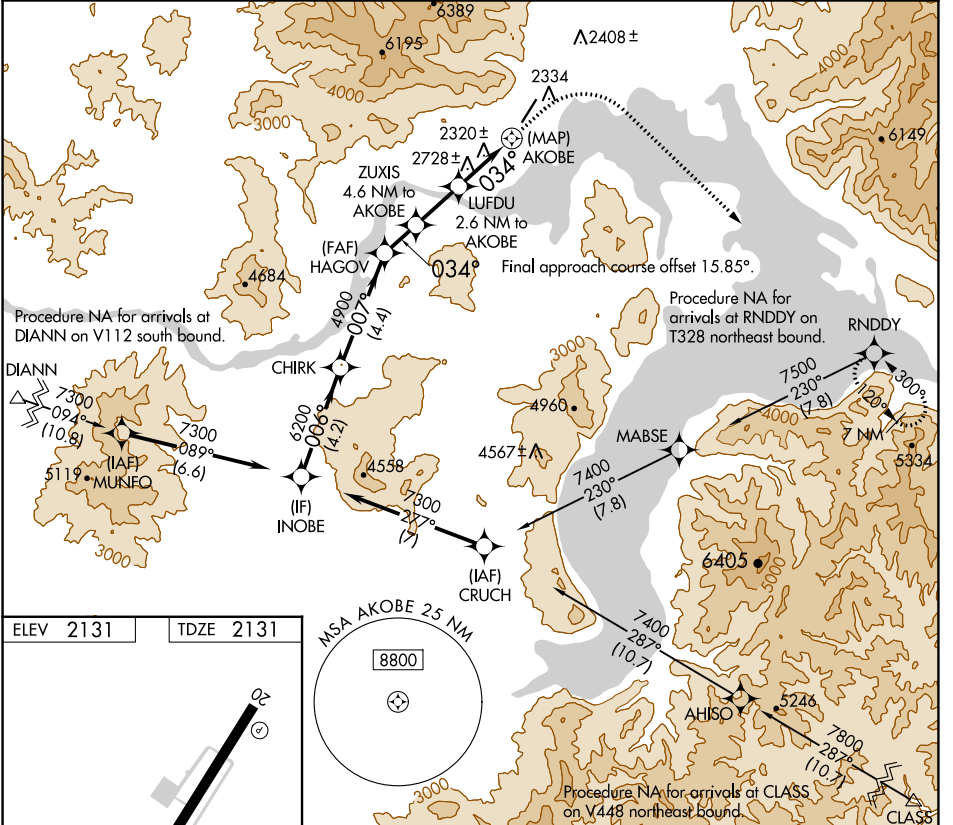 6389
6195
2408±
4000
3000
2334
4000
6149
2320±
2728±
(MAP)
AKOBE
034°
ZUXIS
4.6 NM to
AKOBE
LUFDU
2.6 NM to
AKOBE
(FAF)
HAGOV
034°
Final approach course offset 15.85°.
4684
Procedure NA for arrivals at
DIANN on V112 south bound.
4900
007°
(4.4)
Procedure NA for
arrivals at RNDDY on
T328 northeast bound.
RNDDY
3000
CHIRK
DIANN
7300
094°
(10.8)
7300
089°
(6.6)
(IAF)
MUNFO
5119
3000
6200
006°
(4.2)
4558
(IF)
INOBE
4960
4567±
7500
230°
(7.8)
4000
300°
120°
7 NM
5334
MABSE
7400
230°
(7.8)
7300
277°
(7)
(IAF)
CRUCH
6405
5000
ELEV 2131
TDZE 2131
20
MSA AKOBE 25 NM
8800
7400
287°
(10.7)
AHISO
5246
7800
287°
(10.7)
3000
Procedure NA for arrivals at CLASS
on V448 northeast bound.
CLASS